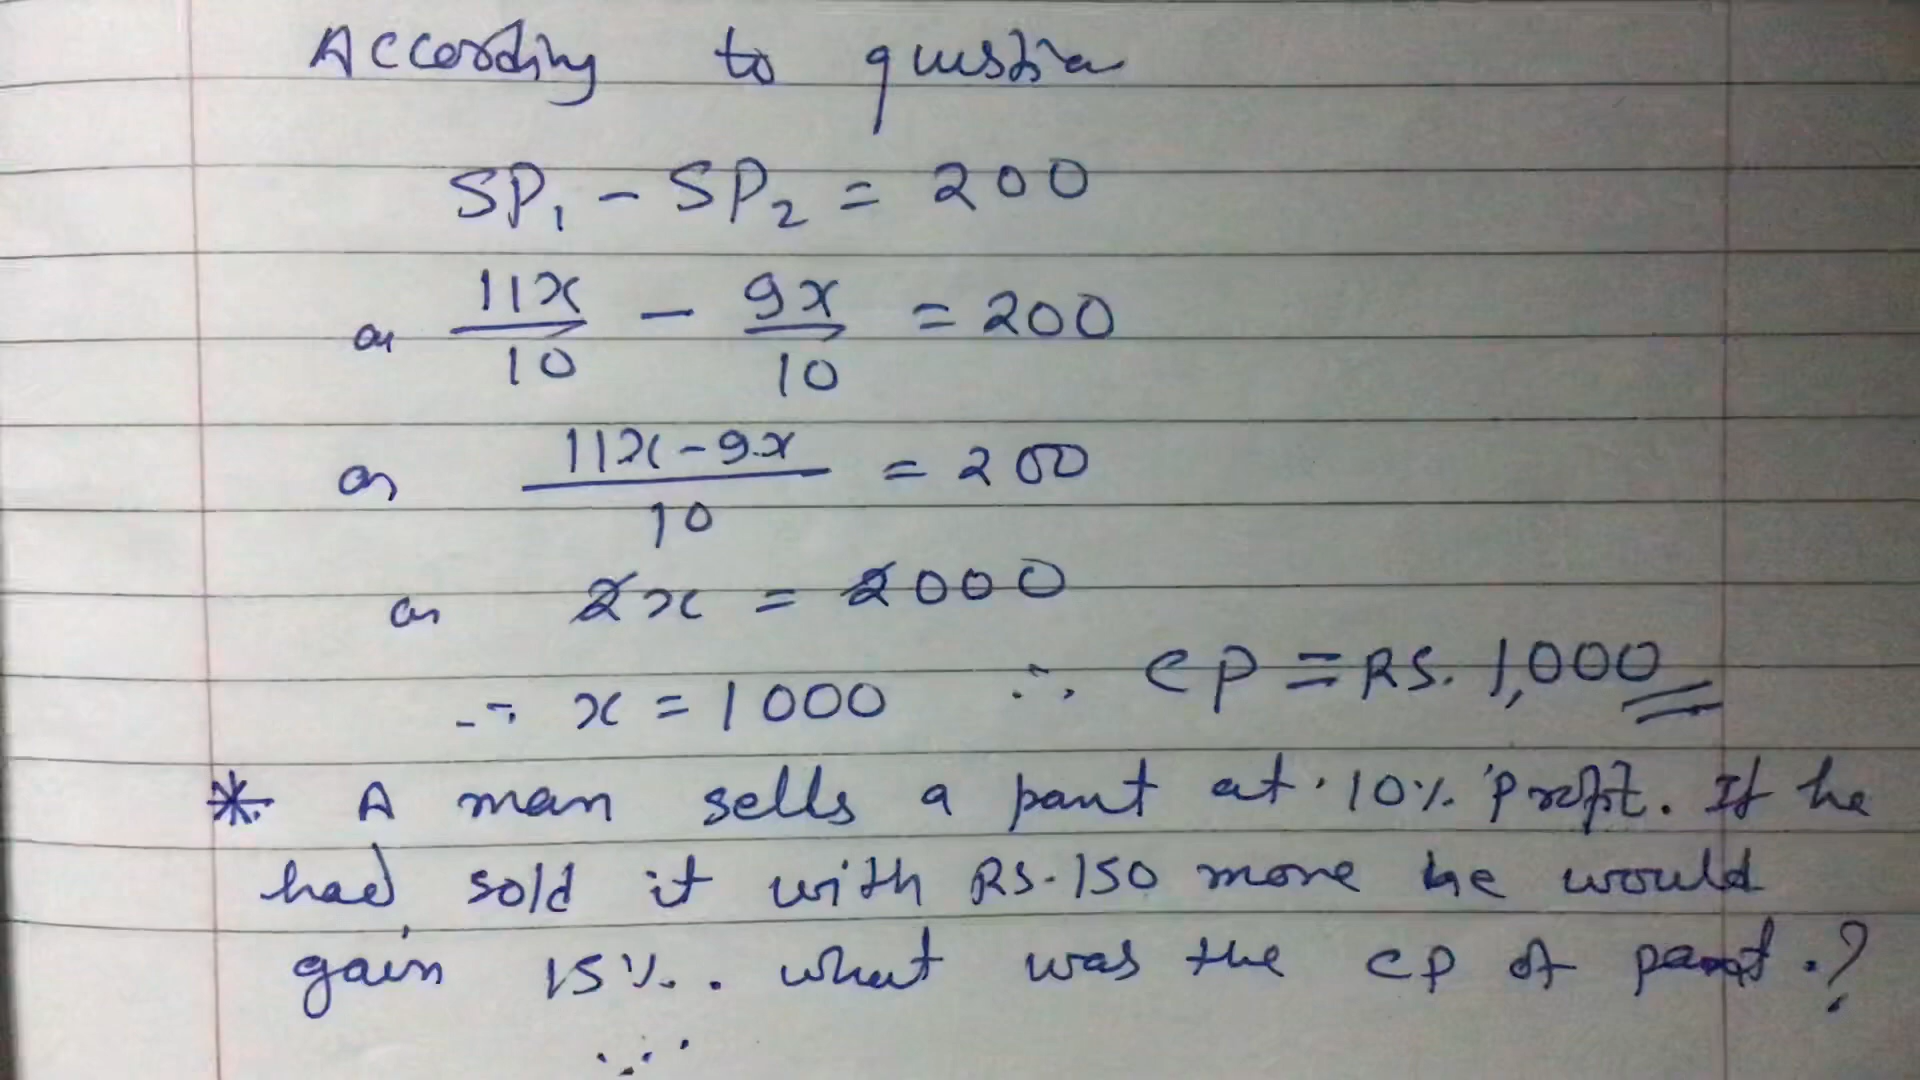 According to question
SP₁ - SP₂ = 200
or 11x/10 - 9x/10 = 200
or 11x-9x/10 = 200
or 2x = 2000
∴ x = 1000 ∴ CP = RS. 1,000
*. A man sells a pant at 10% Profit. If he
had sold it with RS.150 more he would
gain 15%. what was the CP of pant.?